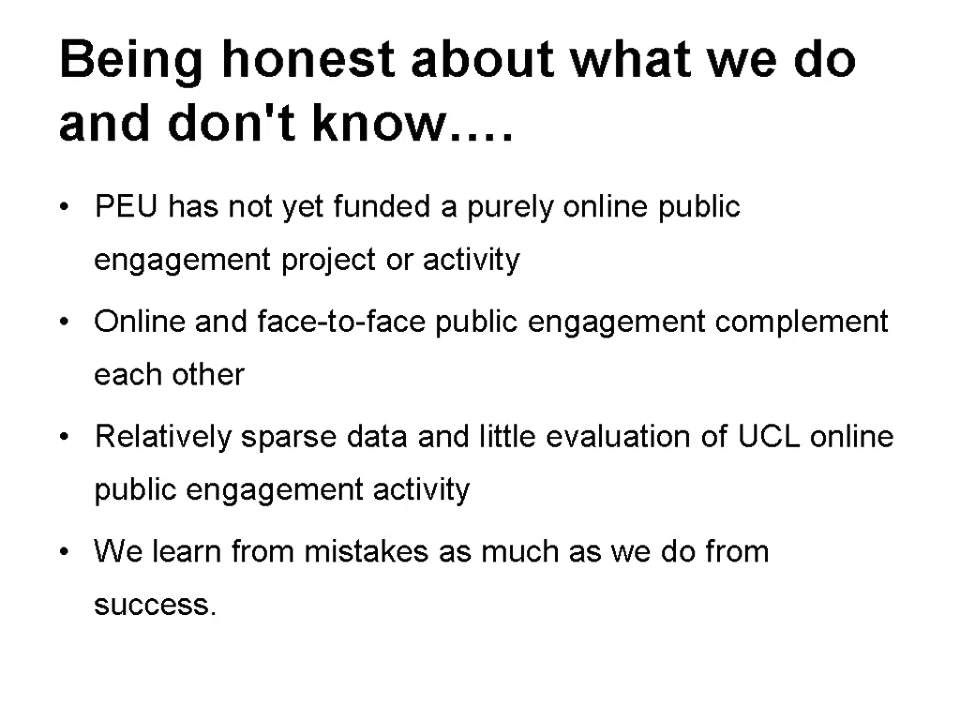 Being honest about what we do
and don't know....
• PEU has not yet funded a purely online public
engagement project or activity
• Online and face-to-face public engagement complement
each other
• Relatively sparse data and little evaluation of UCL online
public engagement activity
• We learn from mistakes as much as we do from
success.